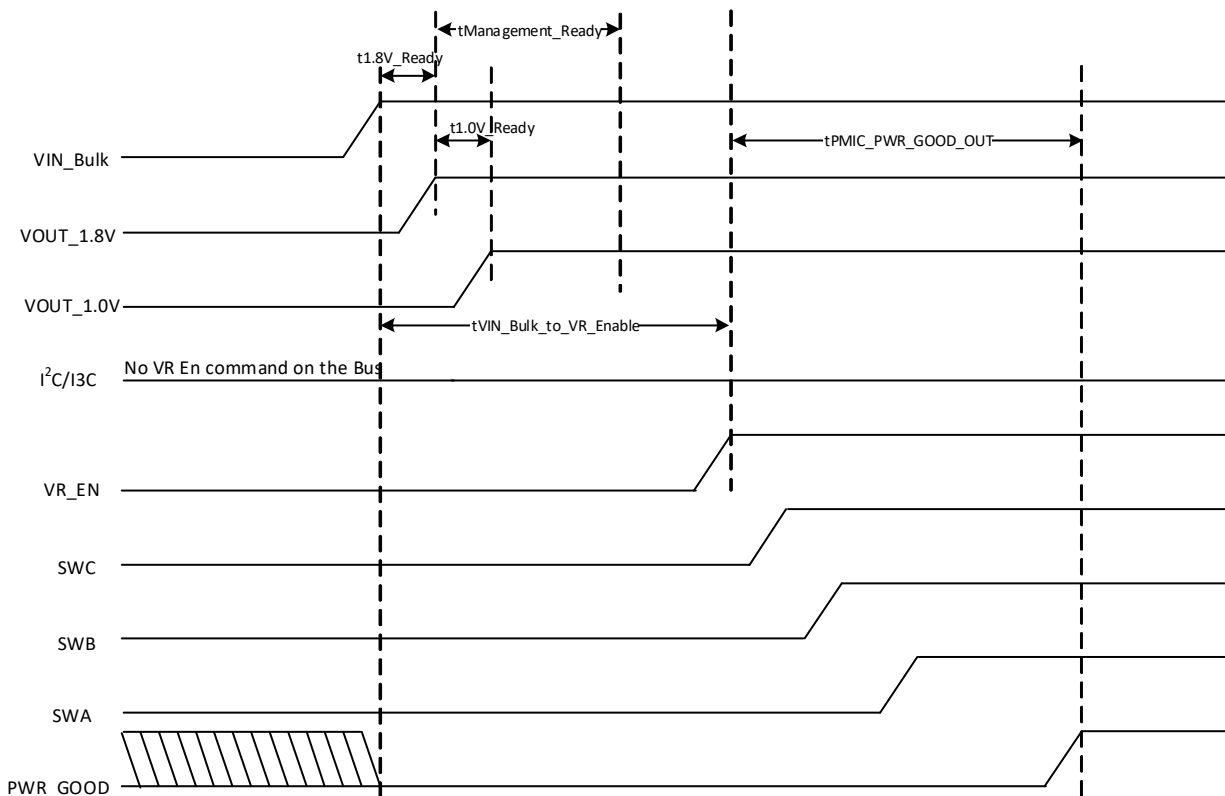 tManagement_Ready
t1.8V_Ready
t1.0V_Ready
tPMIC_PWR_GOOD_OUT
VIN_Bulk
VOUT_1.8V
VOUT_1.0V
tVIN_Bulk_to_VR_Enable
I²C/I3C No VR En command on the Bus
VR_EN
SWC
SWB
SWA
PWR_GOOD